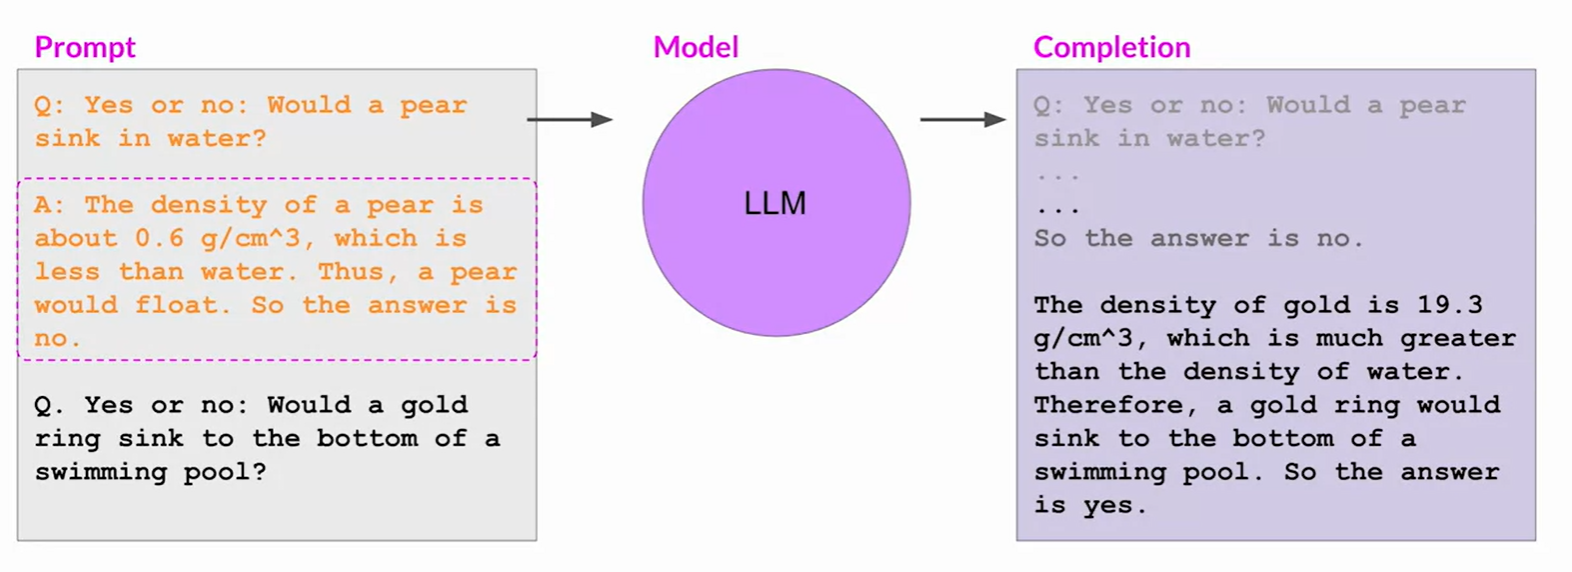 Prompt
Q: Yes or no: Would a pear
sink in water?
A: The density of a pear is
about 0.6 g/cm^3, which is
less than water. Thus, a pear
would float. So the answer is
no.
Q. Yes or no: Would a gold
ring sink to the bottom of a
swimming pool?
Model
LLM
Completion
Q: Yes or no: Would a pear
sink in water?
...
...
So the answer is no.
The density of gold is 19.3
g/cm^3, which is much greater
than the density of water.
Therefore, a gold ring would
sink to the bottom of a
swimming pool. So the answer
is yes.